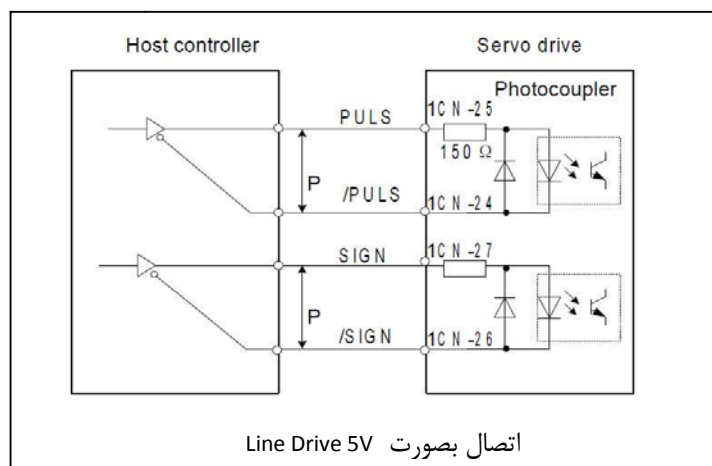 Host controller
Servo drive
Photocoupler
PULS
1CN-25
150 Ω
P
/PULS
1CN-24
SIGN
1CN-27
P
/SIGN
1CN-26
اتصال بصورت Line Drive 5V